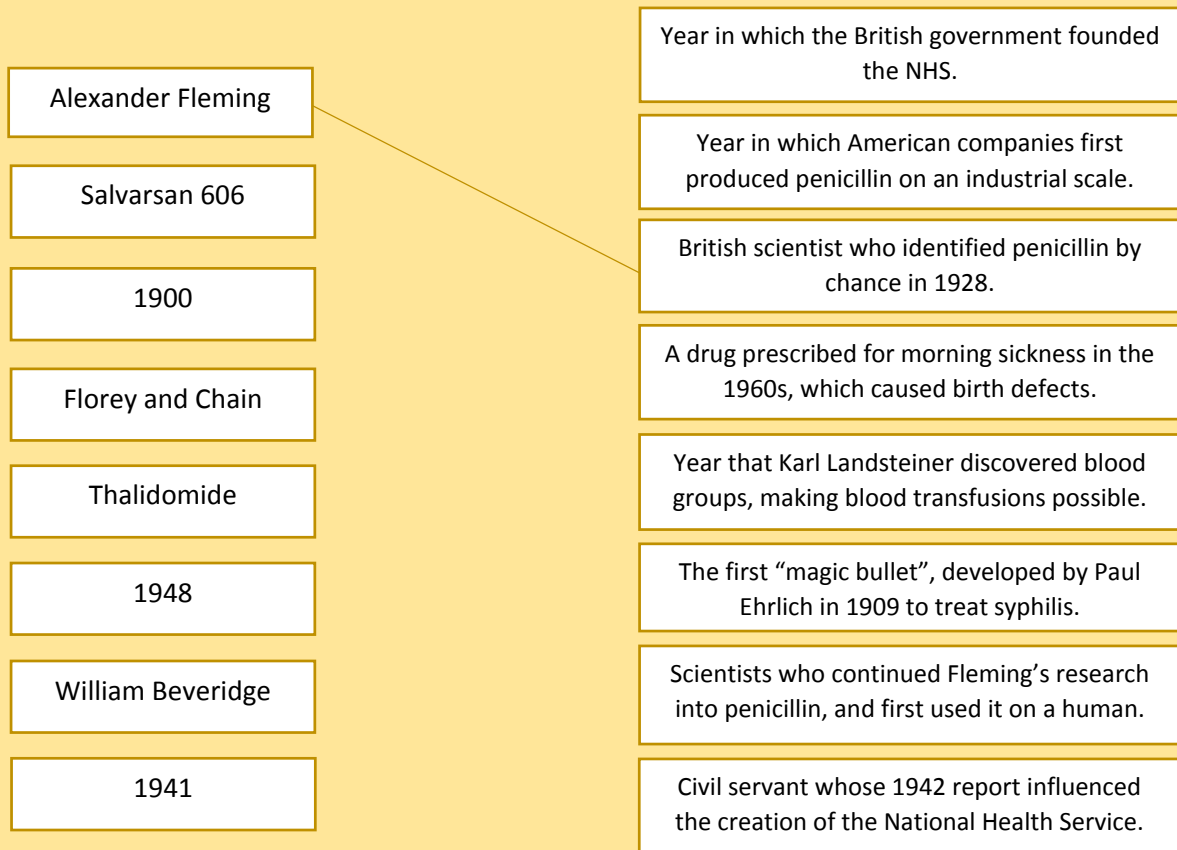 Alexander Fleming
Salvarsan 606
1900
Florey and Chain
Thalidomide
1948
William Beveridge
1941
Year in which the British government founded
the NHS.
Year in which American companies first
produced penicillin on an industrial scale.
British scientist who identified penicillin by
chance in 1928.
A drug prescribed for morning sickness in the
1960s, which caused birth defects.
Year that Karl Landsteiner discovered blood
groups, making blood transfusions possible.
The first “magic bullet”, developed by Paul
Ehrlich in 1909 to treat syphilis.
Scientists who continued Fleming’s research
into penicillin, and first used it on a human.
Civil servant whose 1942 report influenced
the creation of the National Health Service.